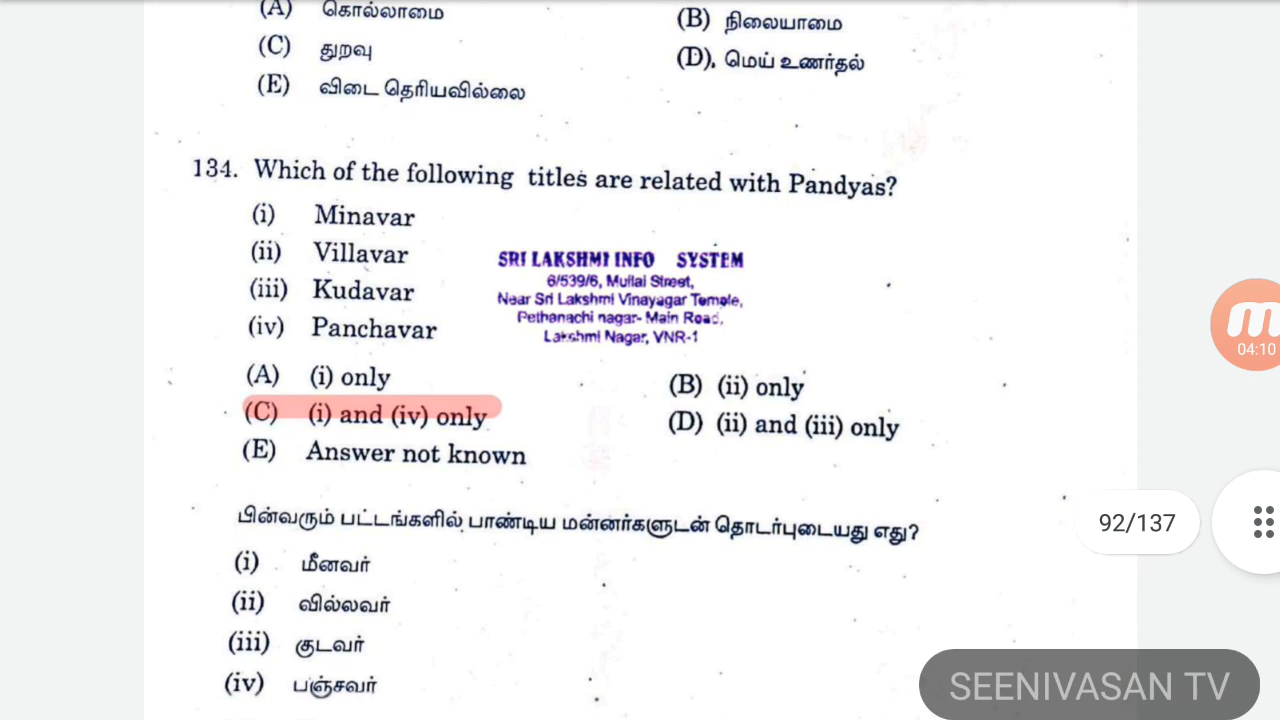 (A) கொல்லாமை
(B) நிலையாமை
(C) துறவு
(D), மெய் உணர்தல்
(E) விடை தெரியவில்லை
134. Which of the following titles are related with Pandyas?
(i) Minavar
(ii) Villavar
(iii) Kudavar
(iv) Panchavar
SRI LAKSHMI INFO SYSTEM
6/539/6, Mullai Street,
Near Sri Lakshmi Vinayagar Temple,
Pethanachi nagar- Main Road,
Lakshmi Nagar, VNR-1
(A) (i) only
(B) (ii) only
(C) (i) and (iv) only
(D) (ii) and (iii) only
(E) Answer not known
பின்வரும் பட்டங்களில் பாண்டிய மன்னர்களுடன் தொடர்புடையது எது?
(i) மீனவர்
(ii) வில்லவர்
(iii) குடவர்
(iv) பஞ்சவர்
04:10
92/137
SEENIVASAN TV